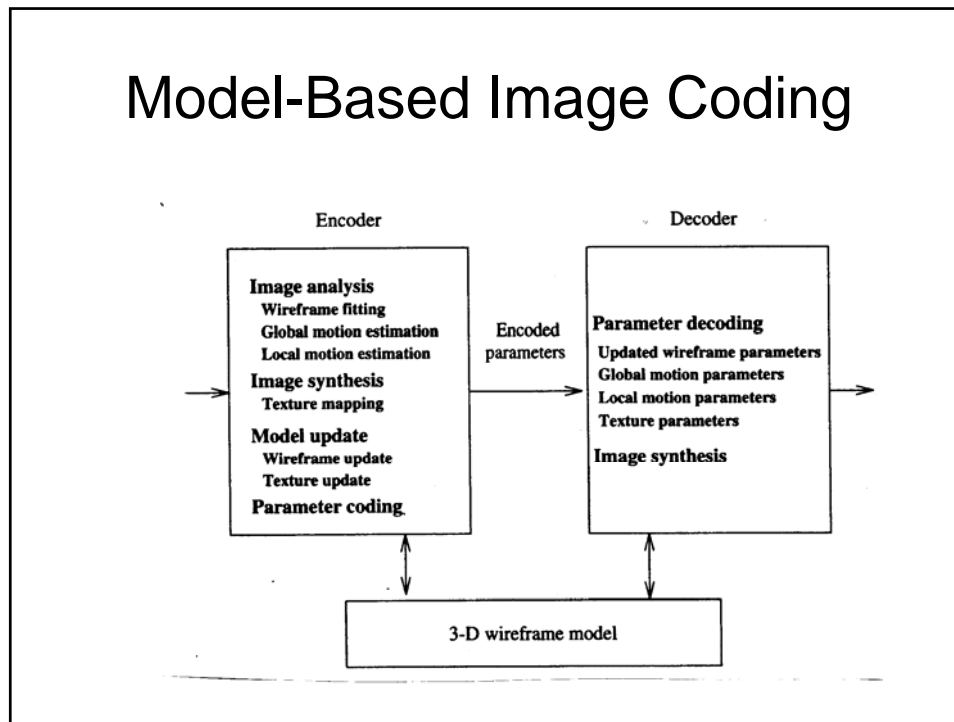 Model-Based Image Coding
Encoder
Image analysis
Wireframe fitting
Global motion estimation
Local motion estimation
Image synthesis
Texture mapping
Model update
Wireframe update
Texture update
Parameter coding
Encoded
parameters
Decoder
Parameter decoding
Updated wireframe parameters
Global motion parameters
Local motion parameters
Texture parameters
Image synthesis
3-D wireframe model